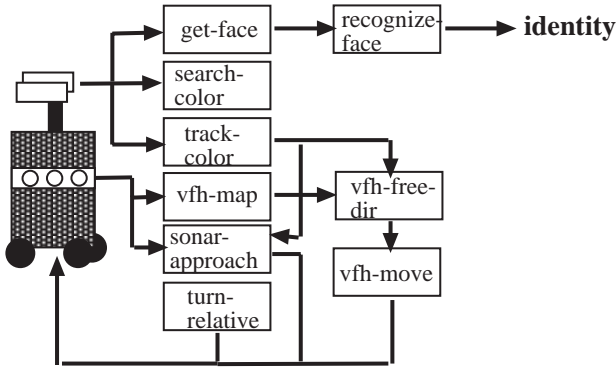 get-face
recognize-
face
identity
search-
color
track-
color
vfh-map
vfh-free-
dir
sonar-
approach
vfh-move
turn-
relative